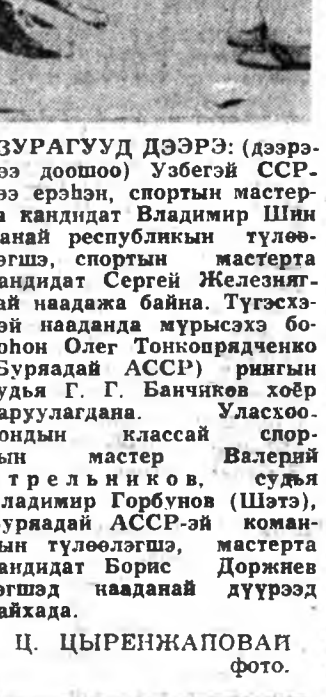 ЗУРАГУУД ДЭЭРЭ: (дээрэ-
ээ доошоо) Узбегэй ССР-
ээ ерэһэн, спортын мастер-
а кандидат Владимир Шин
анай республикын түлөө-
эгшэ, спортын мастерта
андидат Сергей Железняг-
ай наадажа байна. Түгэсхэ-
эй нааданда мүрысэхэ бо-
оһон Олег Тонкопрядченко
Буряадай АССР) рингын
удья Г. Г. Банчиков хоёр
аруулагдана. Уласхоо-
ондын классай спор-
ын мастер Валерий
трельников, судья
ладимир Горбунов (Шэтэ),
уряадай АССР-эй коман-
ын түлөөлэгшэ, мастерта
андидат Борис Доржиев
эгшэд нааданай дүүрээд
айхада.
Ц. ЦЫРЕНЖАПОВАЙ
фото.